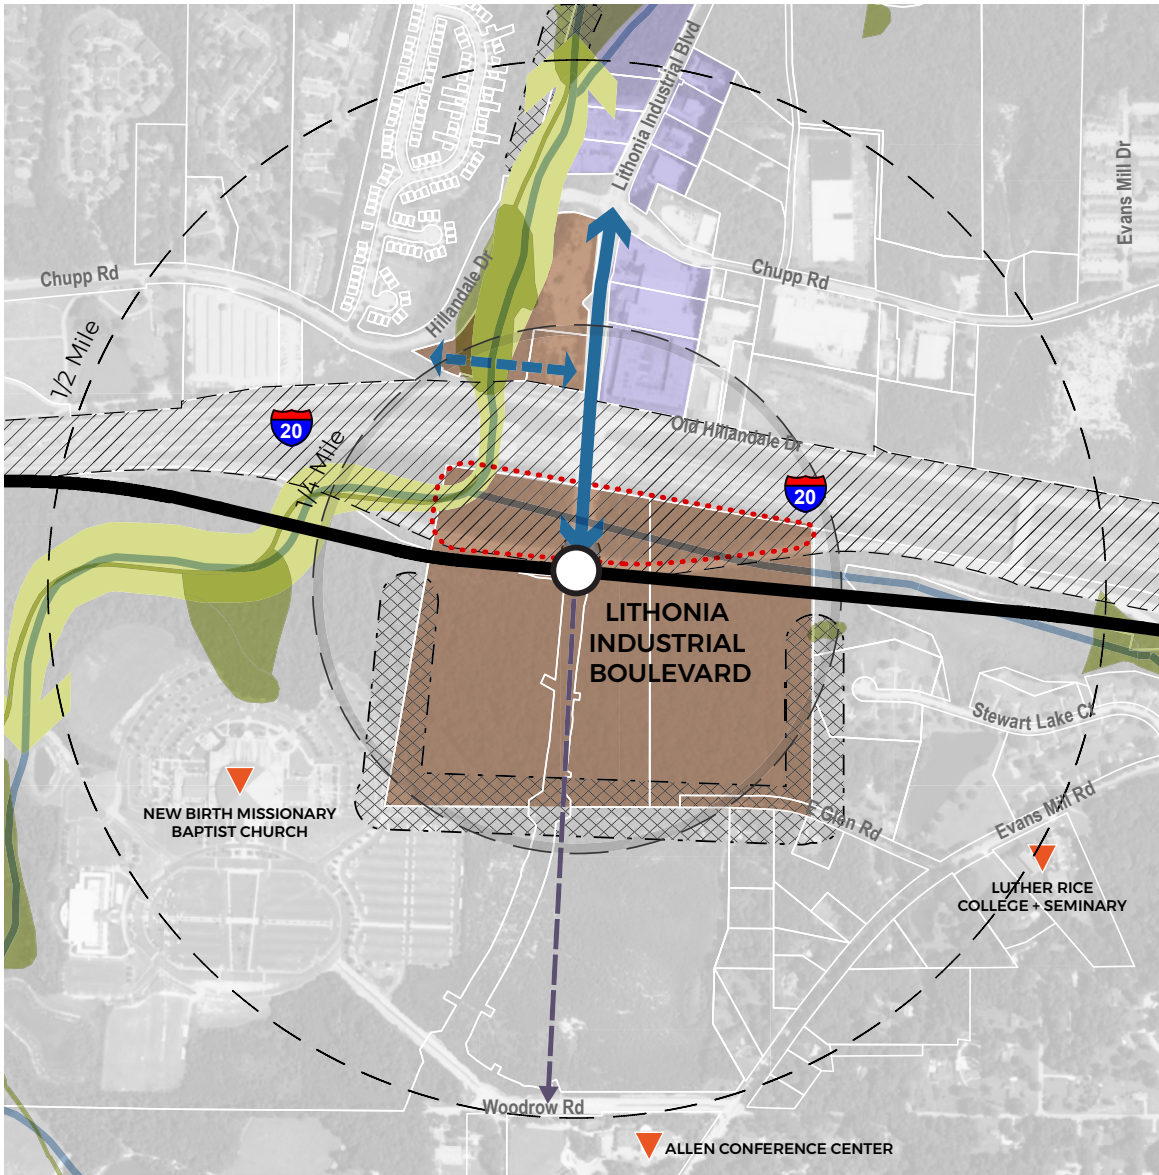 Lithonia Industrial Blvd
Evans Mill Dr
Chupp Rd
Hillandale Dr
Chupp Rd
1/2 Mile
20
1/4 Mile
Old Hillandale Dr
20
LITHONIA
INDUSTRIAL
BOULEVARD
Stewart Lake Ct
NEW BIRTH MISSIONARY
BAPTIST CHURCH
E Glen Rd
Evans Mill Rd
LUTHER RICE
COLLEGE + SEMINARY
Woodrow Rd
ALLEN CONFERENCE CENTER